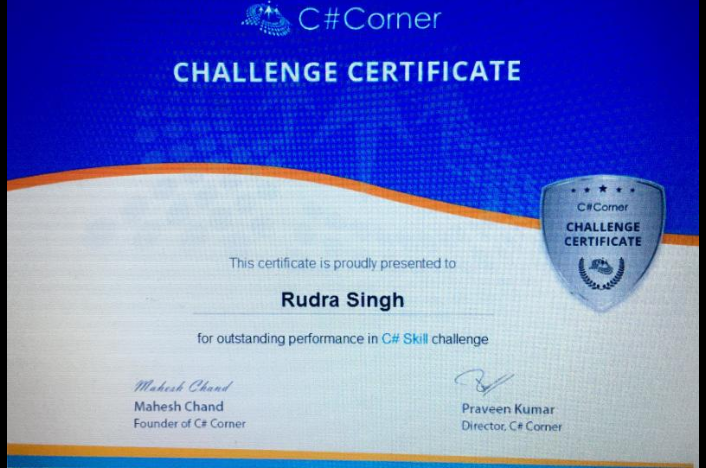 C#Corner
CHALLENGE CERTIFICATE
C#Corner
CHALLENGE
CERTIFICATE
This certificate is proudly presented to
Rudra Singh
for outstanding performance in C# Skill challenge
Mahesh Chand
Mahesh Chand
Founder of C# Corner
Praveen Kumar
Director, C# Corner